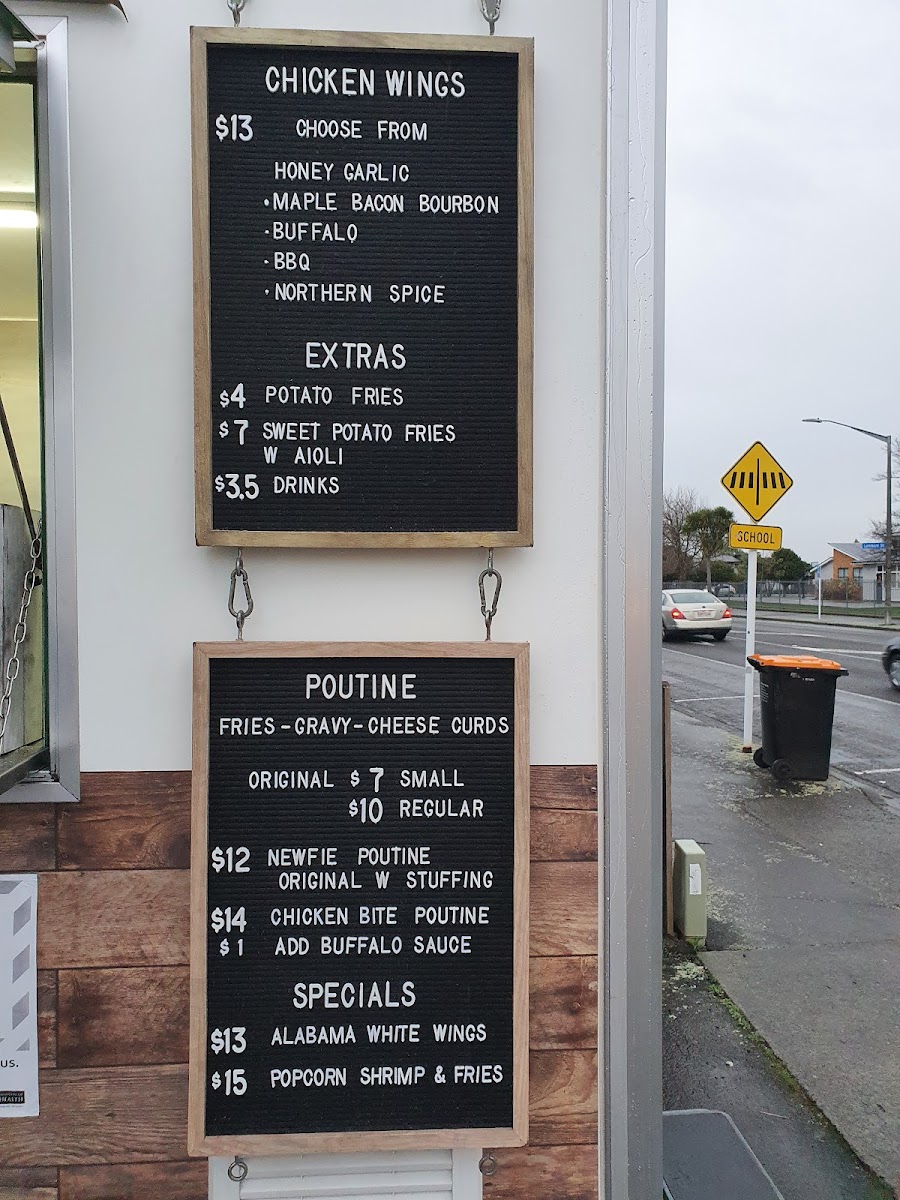 CHICKEN WINGS
$13 CHOOSE FROM
HONEY GARLIC
·MAPLE BACON BOURBON
·BUFFALO
·BBQ
·NORTHERN SPICE
EXTRAS
$4 POTATO FRIES
$7 SWEET POTATO FRIES
W AIOLI
$3.5 DRINKS
POUTINE
FRIES-GRAVY-CHEESE CURDS
ORIGINAL $7 SMALL
$10 REGULAR
$12 NEWFIE POUTINE
ORIGINAL W STUFFING
$14 CHICKEN BITE POUTINE
$1 ADD BUFFALO SAUCE
SPECIALS
$13 ALABAMA WHITE WINGS
$15 POPCORN SHRIMP & FRIES
SCHOOL
us.